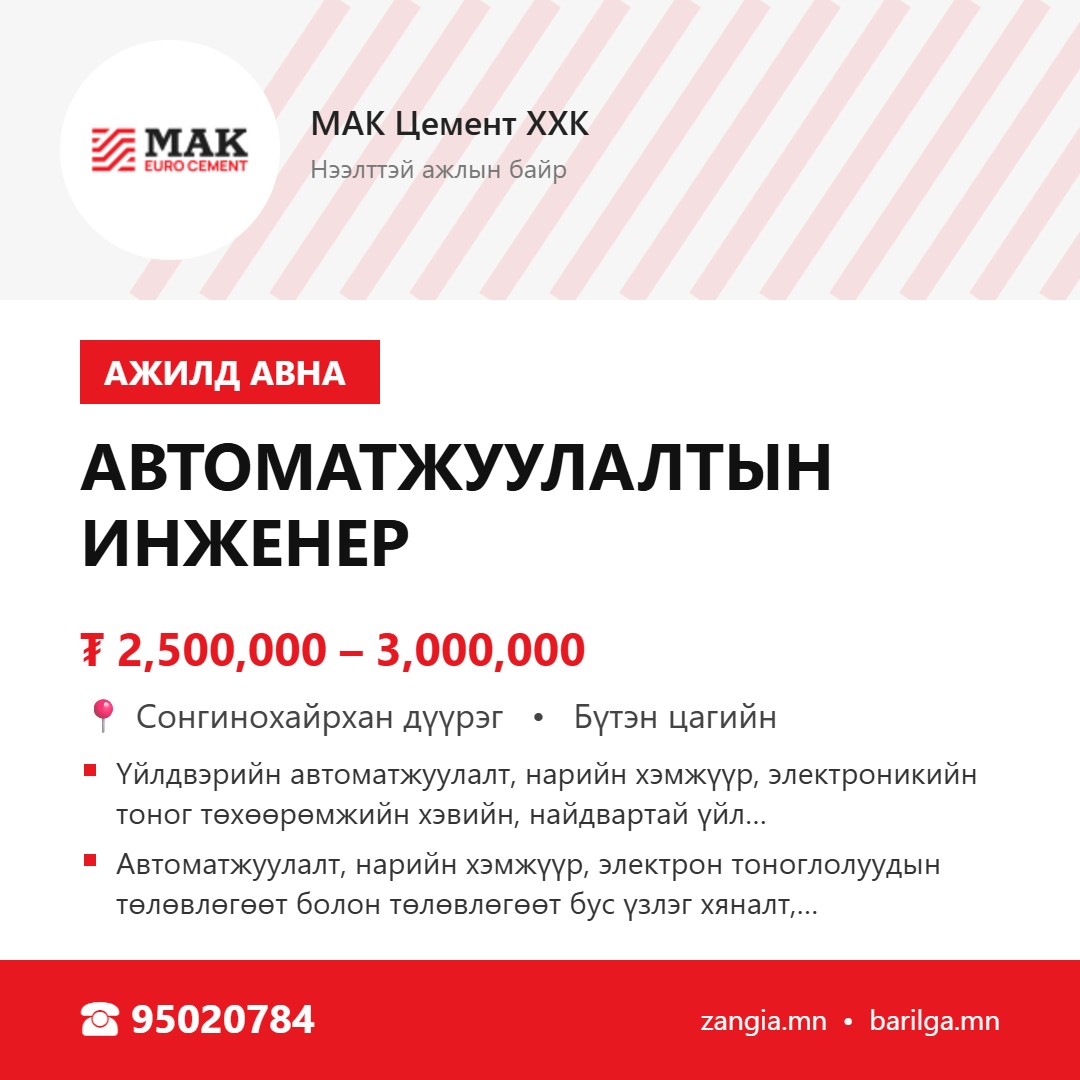 MAK
EURO CEMENT
МАК Цемент ХХК
Нээлттэй ажлын байр
АЖИЛД АВНА
АВТОМАТЖУУЛАЛТЫН
ИНЖЕНЕР
₮ 2,500,000 – 3,000,000
📍 Сонгинохайрхан дүүрэг • Бүтэн цагийн
Үйлдвэрийн автоматжуулалт, нарийн хэмжүүр, электроникийн
тоног төхөөрөмжийн хэвийн, найдвартай үйл...
Автоматжуулалт, нарийн хэмжүүр, электрон тоноглолуудын
төлөвлөгөөт болон төлөвлөгөөт бус үзлэг хяналт,...
☎ 95020784
zangia.mn • barilga.mn